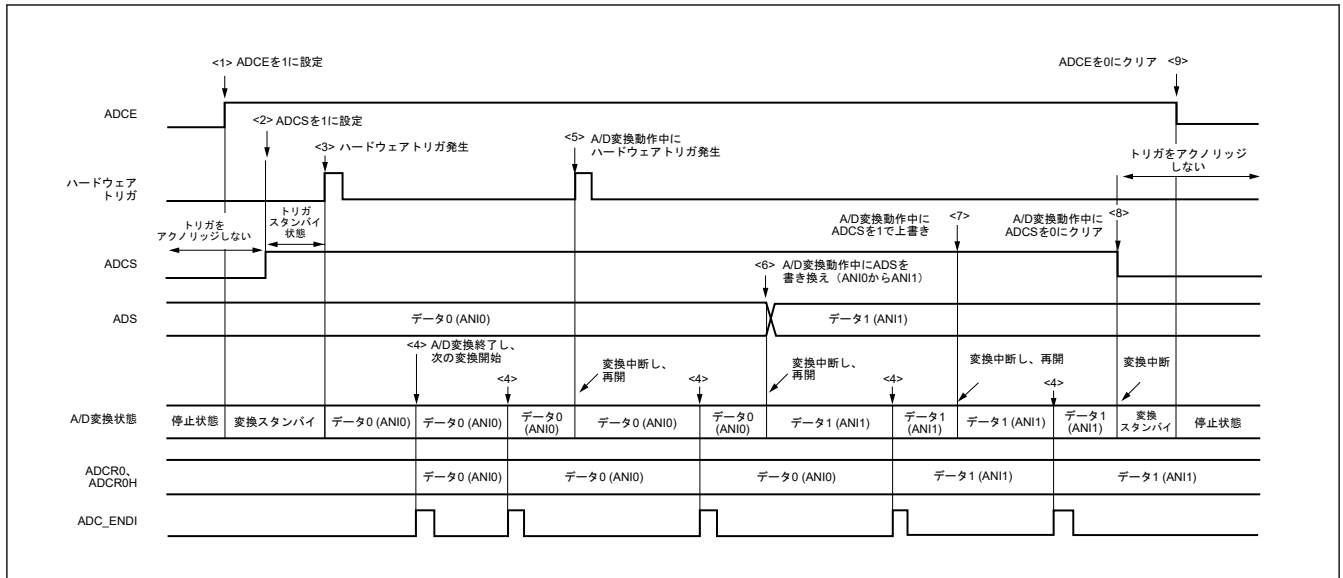 <1> ADCEを1に設定
ADCEを0にクリア <9>
ADCE
<2> ADCSを1に設定
<3> ハードウェアトリガ発生
<5> A/D変換動作中に
ハードウェアトリガ発生
トリガをアクノリッジ
しない
ハードウェア
トリガ
トリガを
アクノリッジしない
トリガ
スタンバイ
状態
A/D変換動作中に
ADCSを1で上書き
<7>
A/D変換動作中に
ADCSを0にクリア
<8>
ADCS
<6> A/D変換動作中にADSを
書き換え（ANI0からANI1）
ADS
データ0 (ANI0)
データ1 (ANI1)
<4> A/D変換終了し、
次の変換開始
<4>
変換中断し、
再開
<4>
変換中断し、
再開
<4>
変換中断し、再開
<4>
変換中断
A/D変換状態
停止状態
変換スタンバイ
データ0 (ANI0)
データ0 (ANI0)
データ0
(ANI0)
データ0 (ANI0)
データ0
(ANI0)
データ1 (ANI1)
データ1
(ANI1)
データ1 (ANI1)
データ1
(ANI1)
変換
スタンバイ
停止状態
ADCR0、
ADCR0H
データ0 (ANI0)
データ0 (ANI0)
データ0 (ANI0)
データ1 (ANI1)
データ1 (ANI1)
ADC_ENDI